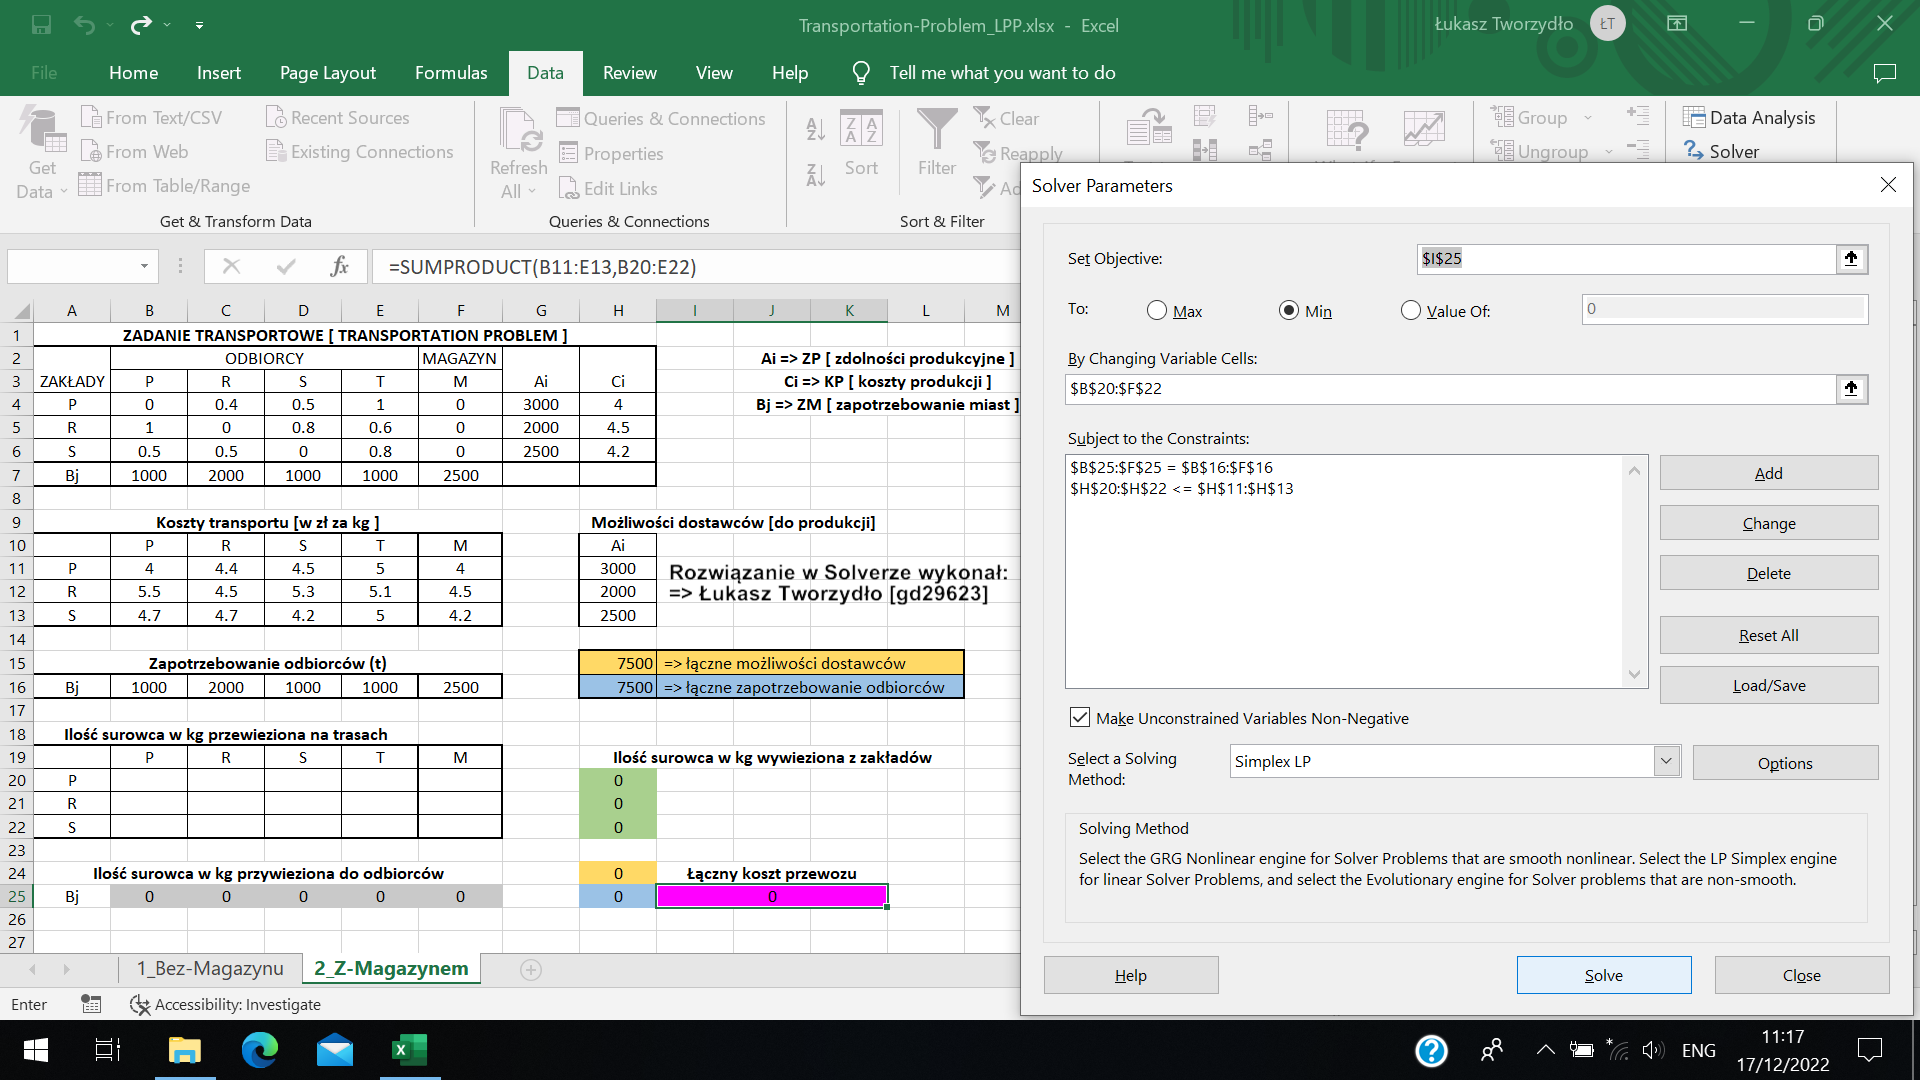 Transportation-Problem_LPP.xlsx - Excel
Łukasz Tworzydło ŁT
File Home Insert Page Layout Formulas Data Review View Help Tell me what you want to do
Get Data
From Text/CSV
From Web
From Table/Range
Recent Sources
Existing Connections
Get & Transform Data
Refresh All
Queries & Connections
Properties
Edit Links
Queries & Connections
Sort
Filter
Clear
Reapply
Sort & Filter
Group
Ungroup
Data Analysis
Solver
fx =SUMPRODUCT(B11:E13,B20:E22)
A B C D E F G H I J K L M
1 ZADANIE TRANSPORTOWE [ TRANSPORTATION PROBLEM ]
2 ODBIORCY MAGAZYN Ai => ZP [ zdolności produkcyjne ]
3 ZAKŁADY P R S T M Ai Ci Ci => KP [ koszty produkcji ]
4 P 0 0.4 0.5 1 0 3000 4 Bj => ZM [ zapotrzebowanie miast ]
5 R 1 0 0.8 0.6 0 2000 4.5
6 S 0.5 0.5 0 0.8 0 2500 4.2
7 Bj 1000 2000 1000 1000 2500
8
9 Koszty transportu [w zł za kg ] Możliwości dostawców [do produkcji]
10 P R S T M Ai
11 P 4 4.4 4.5 5 4 3000 Rozwiązanie w Solverze wykonał:
12 R 5.5 4.5 5.3 5.1 4.5 2000 => Łukasz Tworzydło [gd29623]
13 S 4.7 4.7 4.2 5 4.2 2500
14
15 Zapotrzebowanie odbiorców (t) 7500 => łączne możliwości dostawców
16 Bj 1000 2000 1000 1000 2500 7500 => łączne zapotrzebowanie odbiorców
17
18 Ilość surowca w kg przewieziona na trasach
19 P R S T M Ilość surowca w kg wywieziona z zakładów
20 P 0
21 R 0
22 S 0
23
24 Ilość surowca w kg przywieziona do odbiorców 0 Łączny koszt przewozu
25 Bj 0 0 0 0 0 0 0
26
27
1_Bez-Magazynu 2_Z-Magazynem
Enter Accessibility: Investigate
Solver Parameters
Set Objective: $I$25
To: Max Min Value Of: 0
By Changing Variable Cells:
$B$20:$F$22
Subject to the Constraints:
$B$25:$F$25 = $B$16:$F$16
$H$20:$H$22 <= $H$11:$H$13
Add
Change
Delete
Reset All
Load/Save
Make Unconstrained Variables Non-Negative
Select a Solving Method: Simplex LP Options
Solving Method
Select the GRG Nonlinear engine for Solver Problems that are smooth nonlinear. Select the LP Simplex engine
for linear Solver Problems, and select the Evolutionary engine for Solver problems that are non-smooth.
Help Solve Close
ENG 11:17
17/12/2022